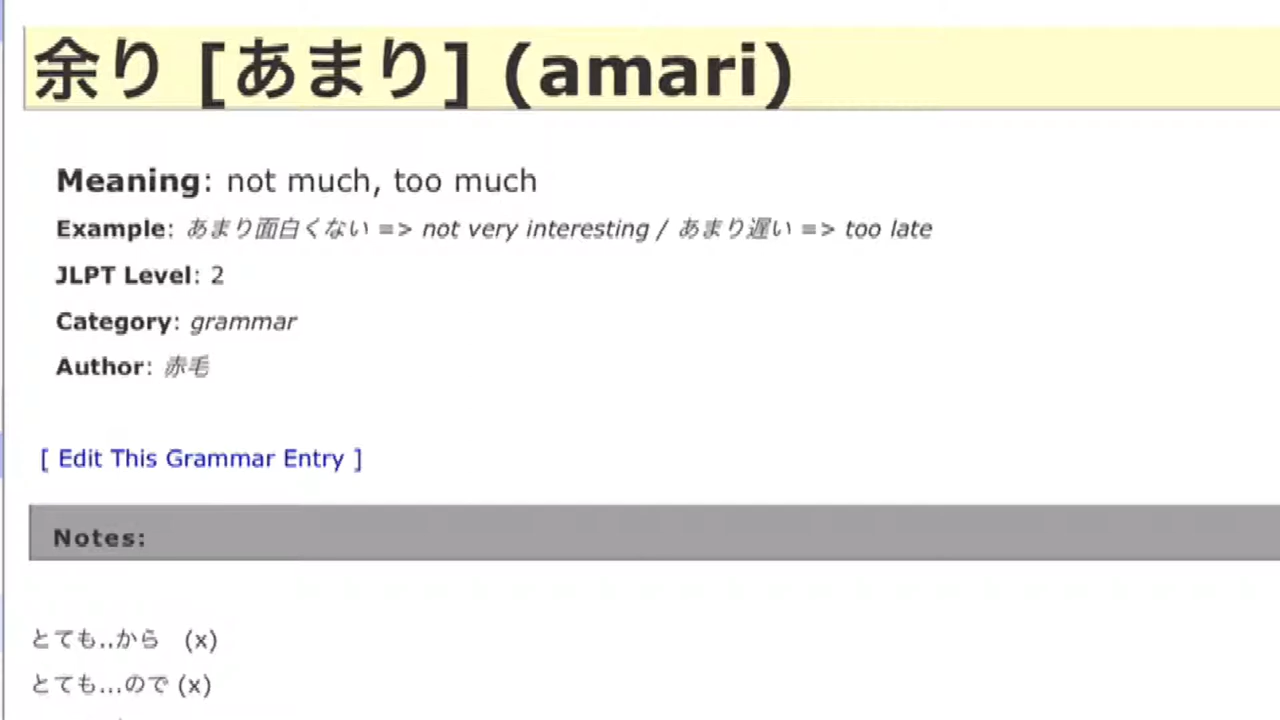 余り [あまり] (amari)
Meaning: not much, too much
Example: あまり面白くない => not very interesting / あまり遅い => too late
JLPT Level: 2
Category: grammar
Author: 赤毛
[ Edit This Grammar Entry ]
Notes:
とても..から (x)
とても...ので (x)